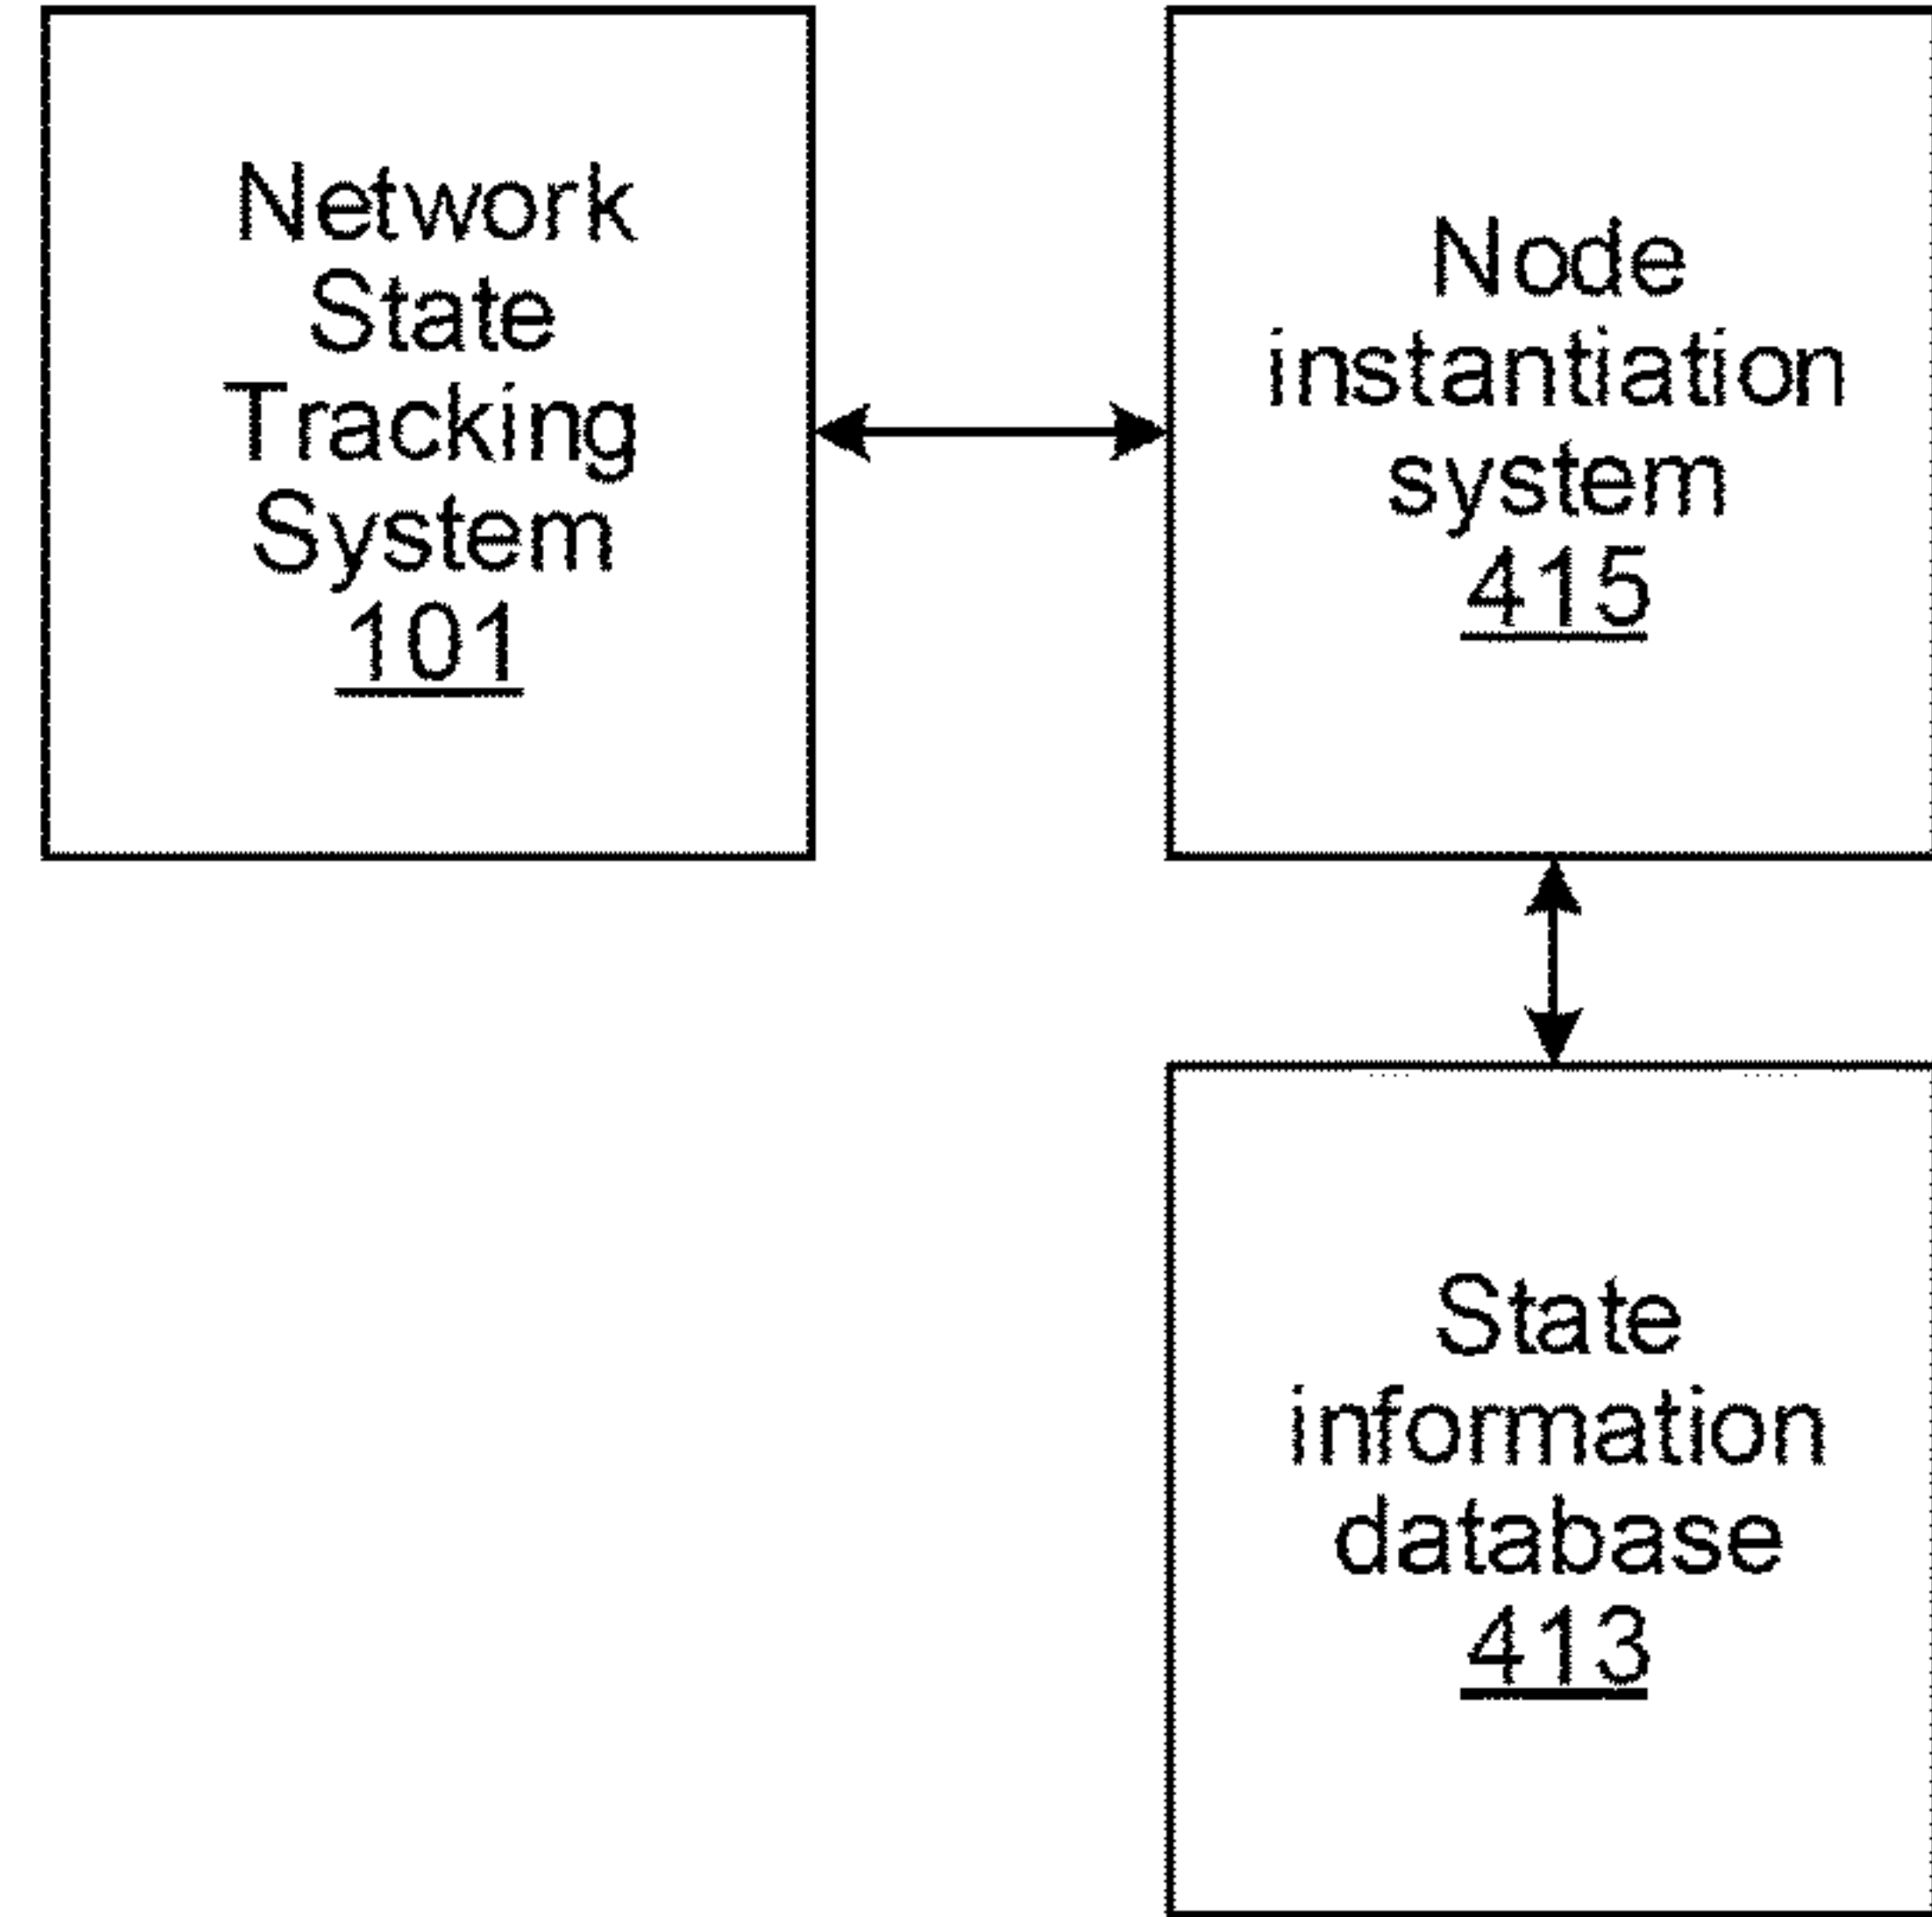 Network
State
Tracking
System
101
Node
instantiation
system
415
State
information
database
413